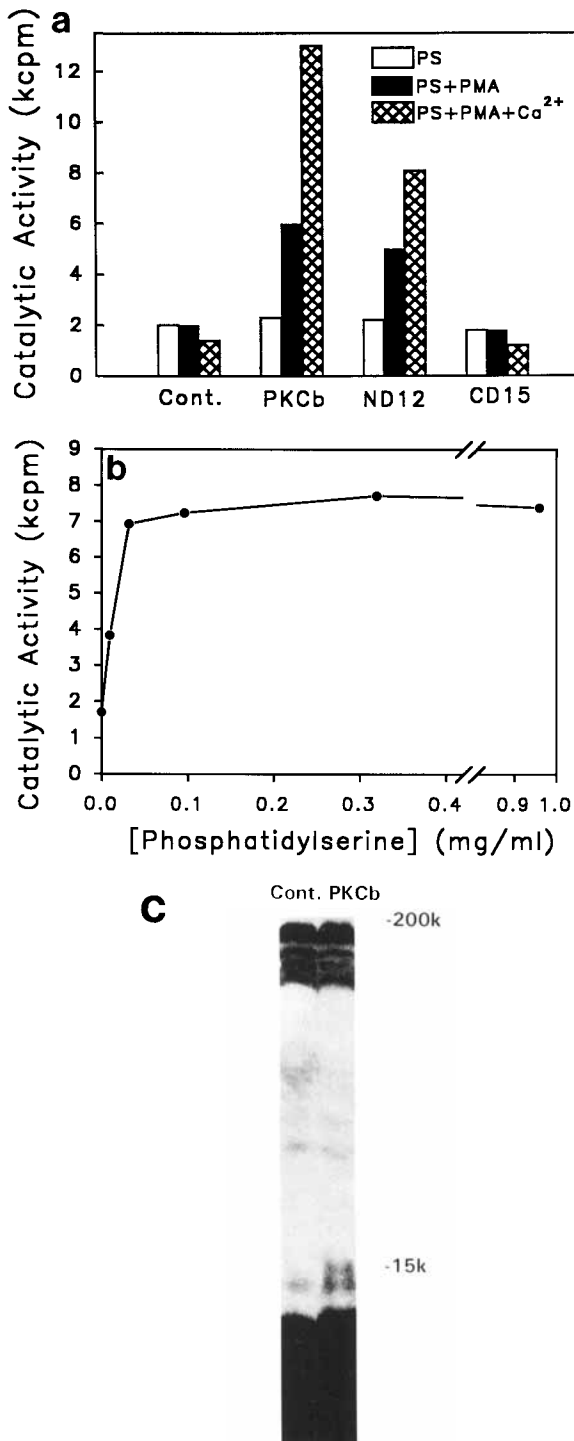 a
Catalytic Activity (kcpm)
12
10
8
6
4
2
0
PS
PS+PMA
PS+PMA+Ca²⁺
Cont. PKCb ND12 CD15
b
Catalytic Activity (kcpm)
9
8
7
6
5
4
3
2
1
0
0.0 0.1 0.2 0.3 0.4 0.9 1.0
[Phosphatidylserine] (mg/ml)
c
Cont. PKCb
-200k
-15k